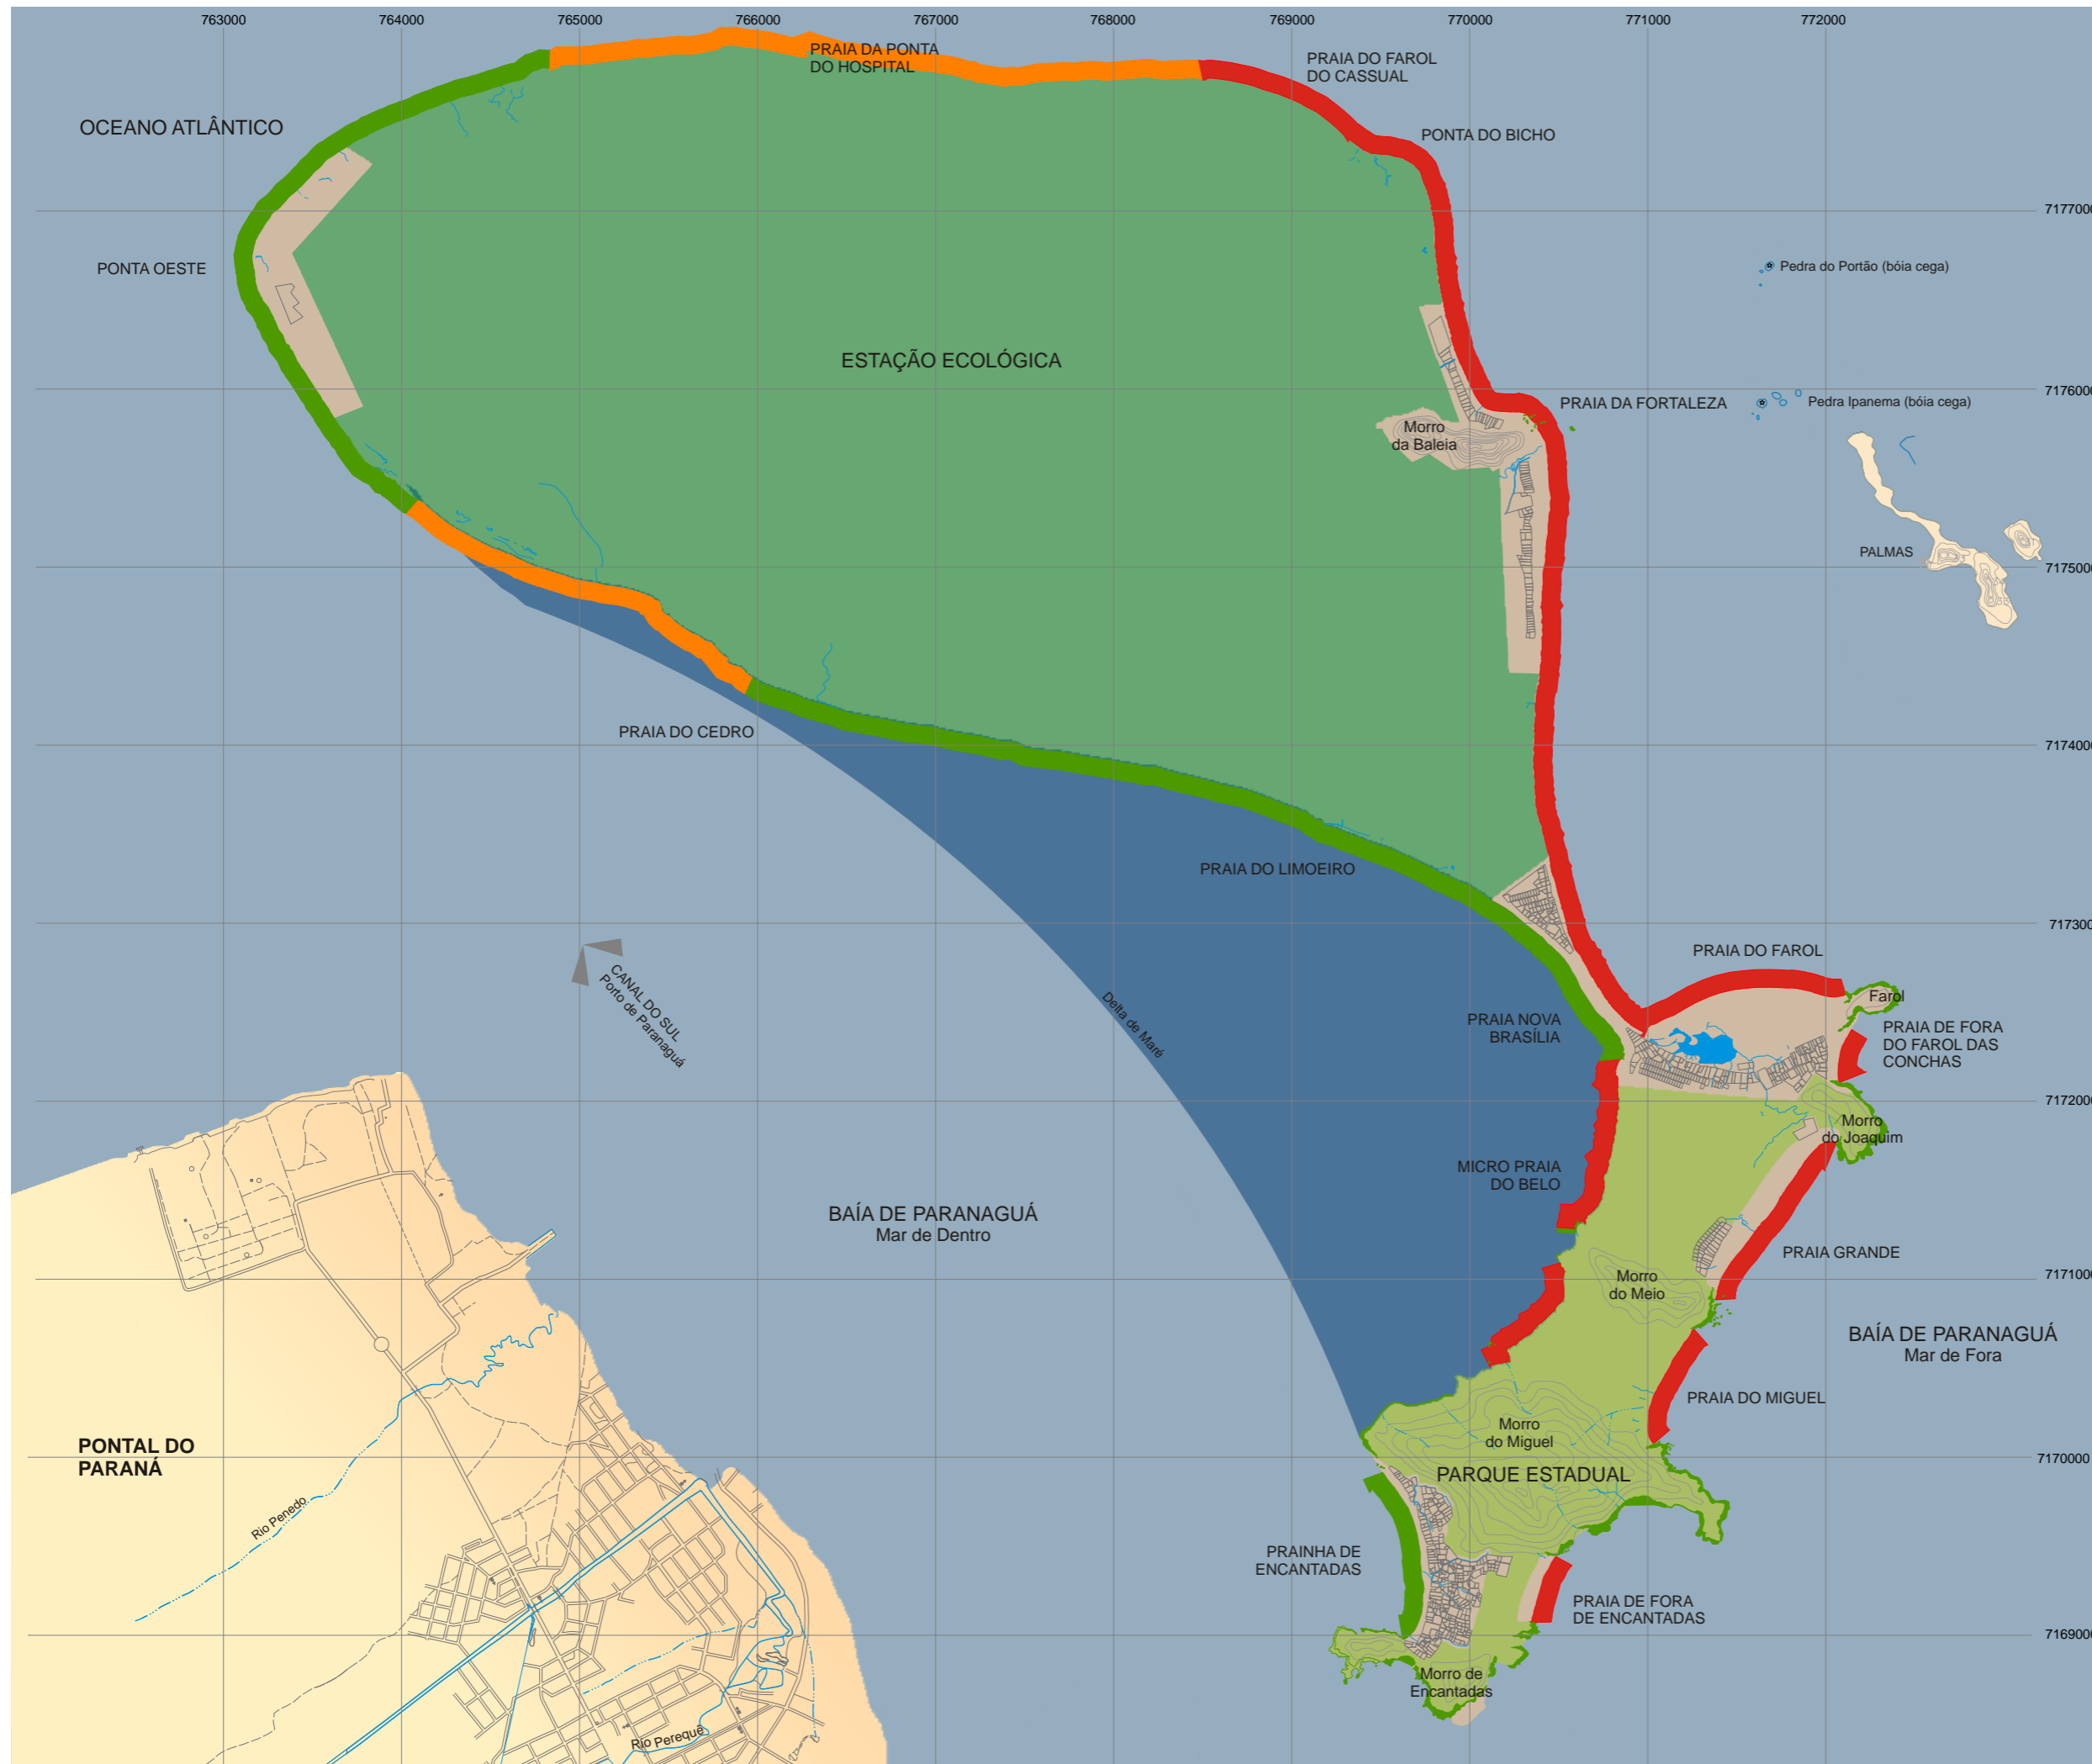 763000
764000
765000
766000
767000
768000
769000
770000
771000
772000
PRAIA DA PONTA
DO HOSPITAL
PRAIA DO FAROL
DO CASSUAL
OCEANO ATLÂNTICO
PONTA DO BICHO
7177000
PONTA OESTE
Pedra do Portão (bóia cega)
ESTAÇÃO ECOLÓGICA
7176000
PRAIA DA FORTALEZA
Pedra Ipanema (bóia cega)
Morro
da Baleia
PALMAS
7175000
PRAIA DO CEDRO
7174000
PRAIA DO LIMOEIRO
7173000
PRAIA DO FAROL
CANAL DO SUL
Porto de Paranaguá
Delta de Maré
Farol
PRAIA NOVA
BRASÍLIA
PRAIA DE FORA
DO FAROL DAS
CONCHAS
7172000
Morro
do Joaquim
MICRO PRAIA
DO BELO
BAÍA DE PARANAGUÁ
Mar de Dentro
PRAIA GRANDE
7171000
Morro
do Meio
BAÍA DE PARANAGUÁ
Mar de Fora
PRAIA DO MIGUEL
Morro
do Miguel
PONTAL DO
PARANÁ
7170000
PARQUE ESTADUAL
Rio Penedo
PRAINHA DE
ENCANTADAS
PRAIA DE FORA
DE ENCANTADAS
7169000
Morro de
Encantadas
Rio Perequê